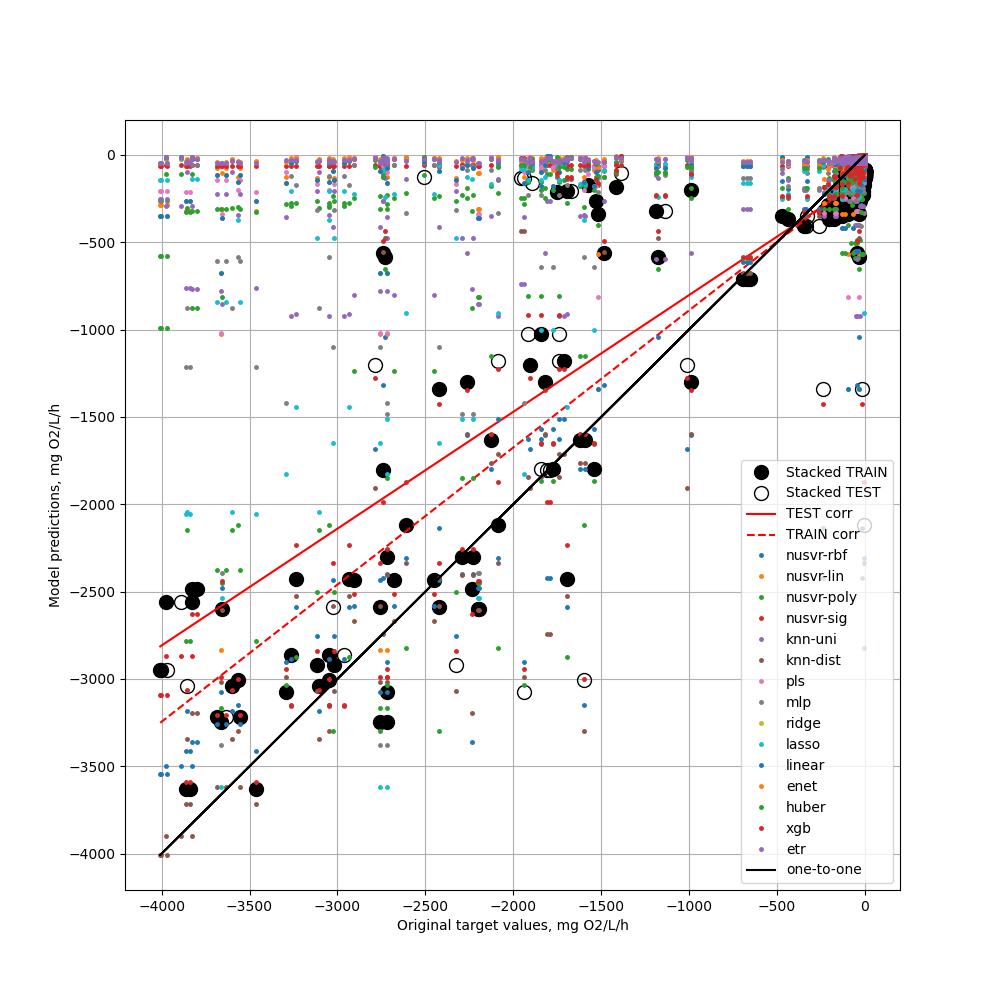 0
−500
−1000
−1500
−2000
−2500
−3000
−3500
−4000
Model predictions, mg O2/L/h
−4000 −3500 −3000 −2500 −2000 −1500 −1000 −500 0
Original target values, mg O2/L/h
Stacked TRAIN
Stacked TEST
TEST corr
TRAIN corr
nusvr-rbf
nusvr-lin
nusvr-poly
nusvr-sig
knn-uni
knn-dist
pls
mlp
ridge
lasso
linear
enet
huber
xgb
etr
one-to-one